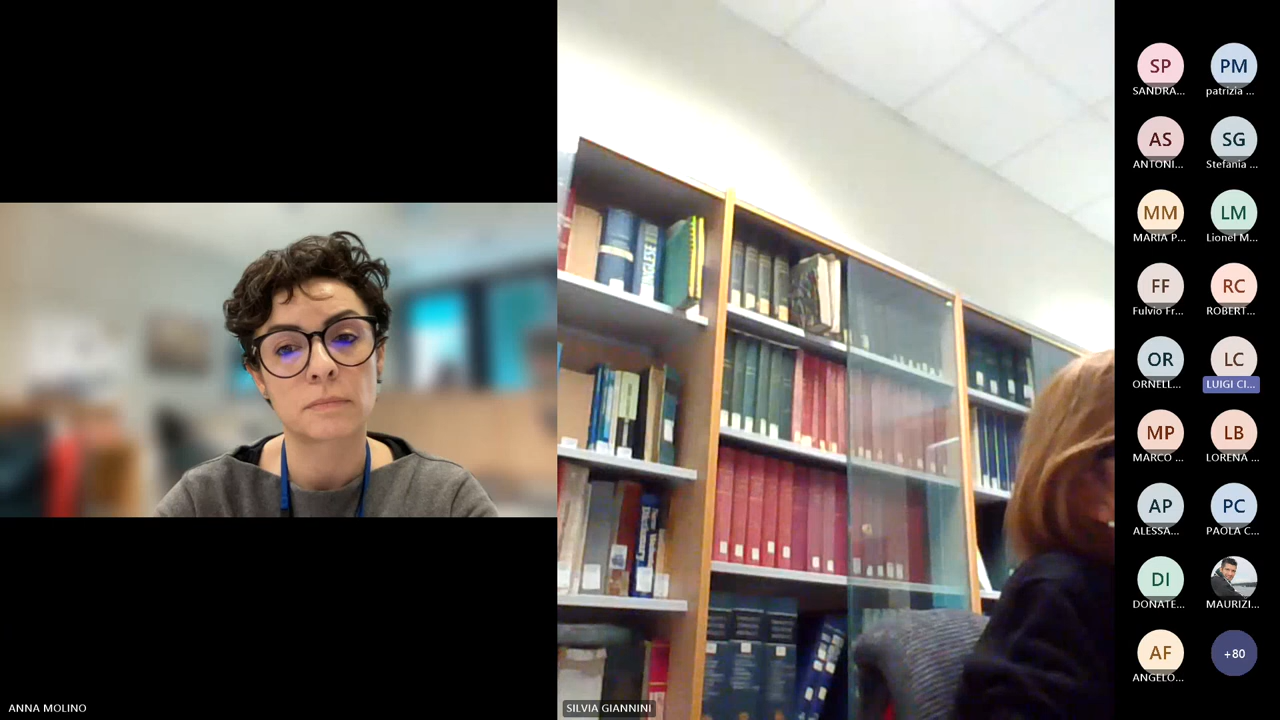 SP
PM
SANDRA...
patrizia ...
AS
SG
ANTONI...
Stefania ...
MM
LM
MARIA P...
Lionel M...
FF
RC
Fulvio Fr...
ROBERT...
OR
LC
ORNELL...
LUIGI CI...
MP
LB
MARCO ...
LORENA ...
AP
PC
ALESSA...
PAOLA C...
DI
DONATE...
MAURIZI...
AF
+80
ANGELO...
INGLESE
ANNA MOLINO
SILVIA GIANNINI